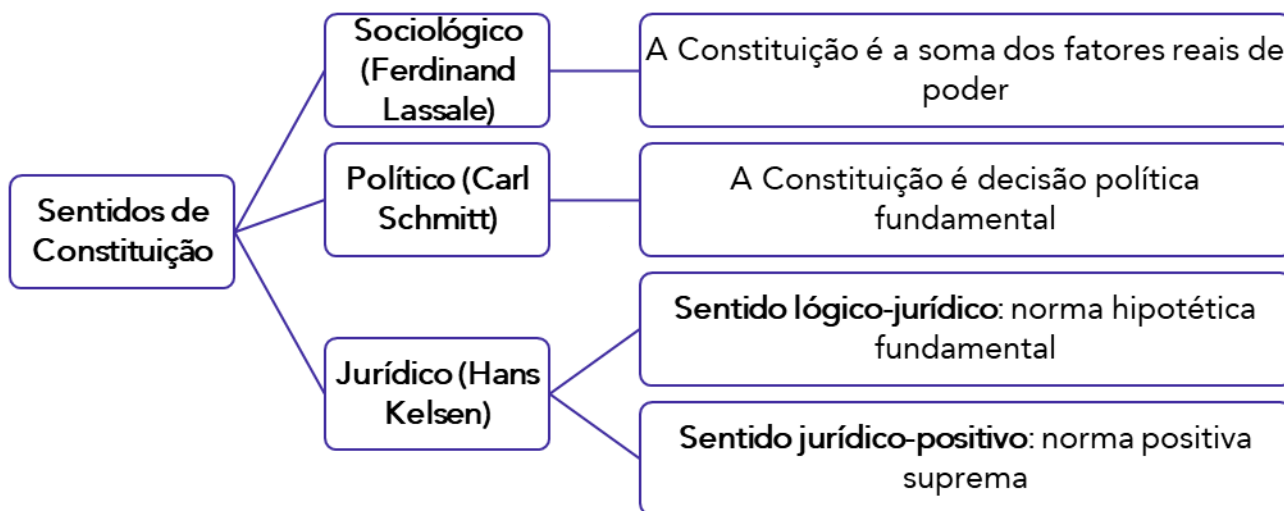 Sentidos de
Constituição
Sociológico
(Ferdinand
Lassale)
A Constituição é a soma dos fatores reais de
poder
Político (Carl
Schmitt)
A Constituição é decisão política
fundamental
Jurídico (Hans
Kelsen)
Sentido lógico-jurídico: norma hipotética
fundamental
Sentido jurídico-positivo: norma positiva
suprema